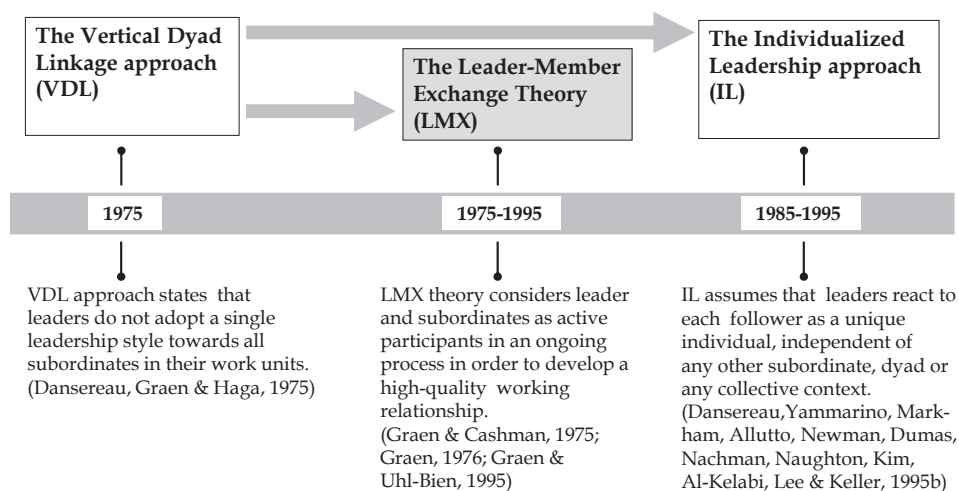 The Vertical Dyad
Linkage approach
(VDL)
The Leader-Member
Exchange Theory
(LMX)
The Individualized
Leadership approach
(IL)
1975
1975-1995
1985-1995
VDL approach states that
leaders do not adopt a single
leadership style towards all
subordinates in their work units.
(Dansereau, Graen & Haga, 1975)
LMX theory considers leader
and subordinates as active
participants in an ongoing
process in order to develop a
high-quality working
relationship.
(Graen & Cashman, 1975;
Graen, 1976; Graen &
Uhl-Bien, 1995)
IL assumes that leaders react to
each follower as a unique
individual, independent of
any other subordinate, dyad or
any collective context.
(Dansereau,Yammarino, Mark-
ham, Allutto, Newman, Dumas,
Nachman, Naughton, Kim,
Al-Kelabi, Lee & Keller, 1995b)